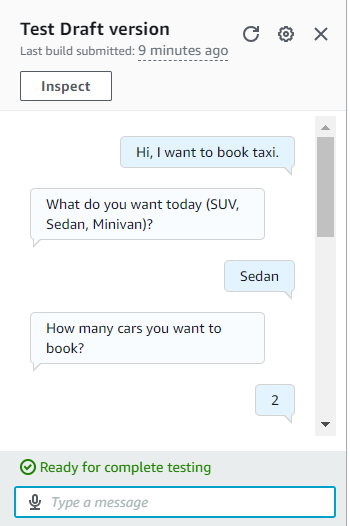 Test Draft version
Last build submitted: 9 minutes ago
Inspect
Hi, I want to book taxi.
What do you want today (SUV,
Sedan, Minivan)?
Sedan
How many cars you want to
book?
2
Ready for complete testing
Type a message